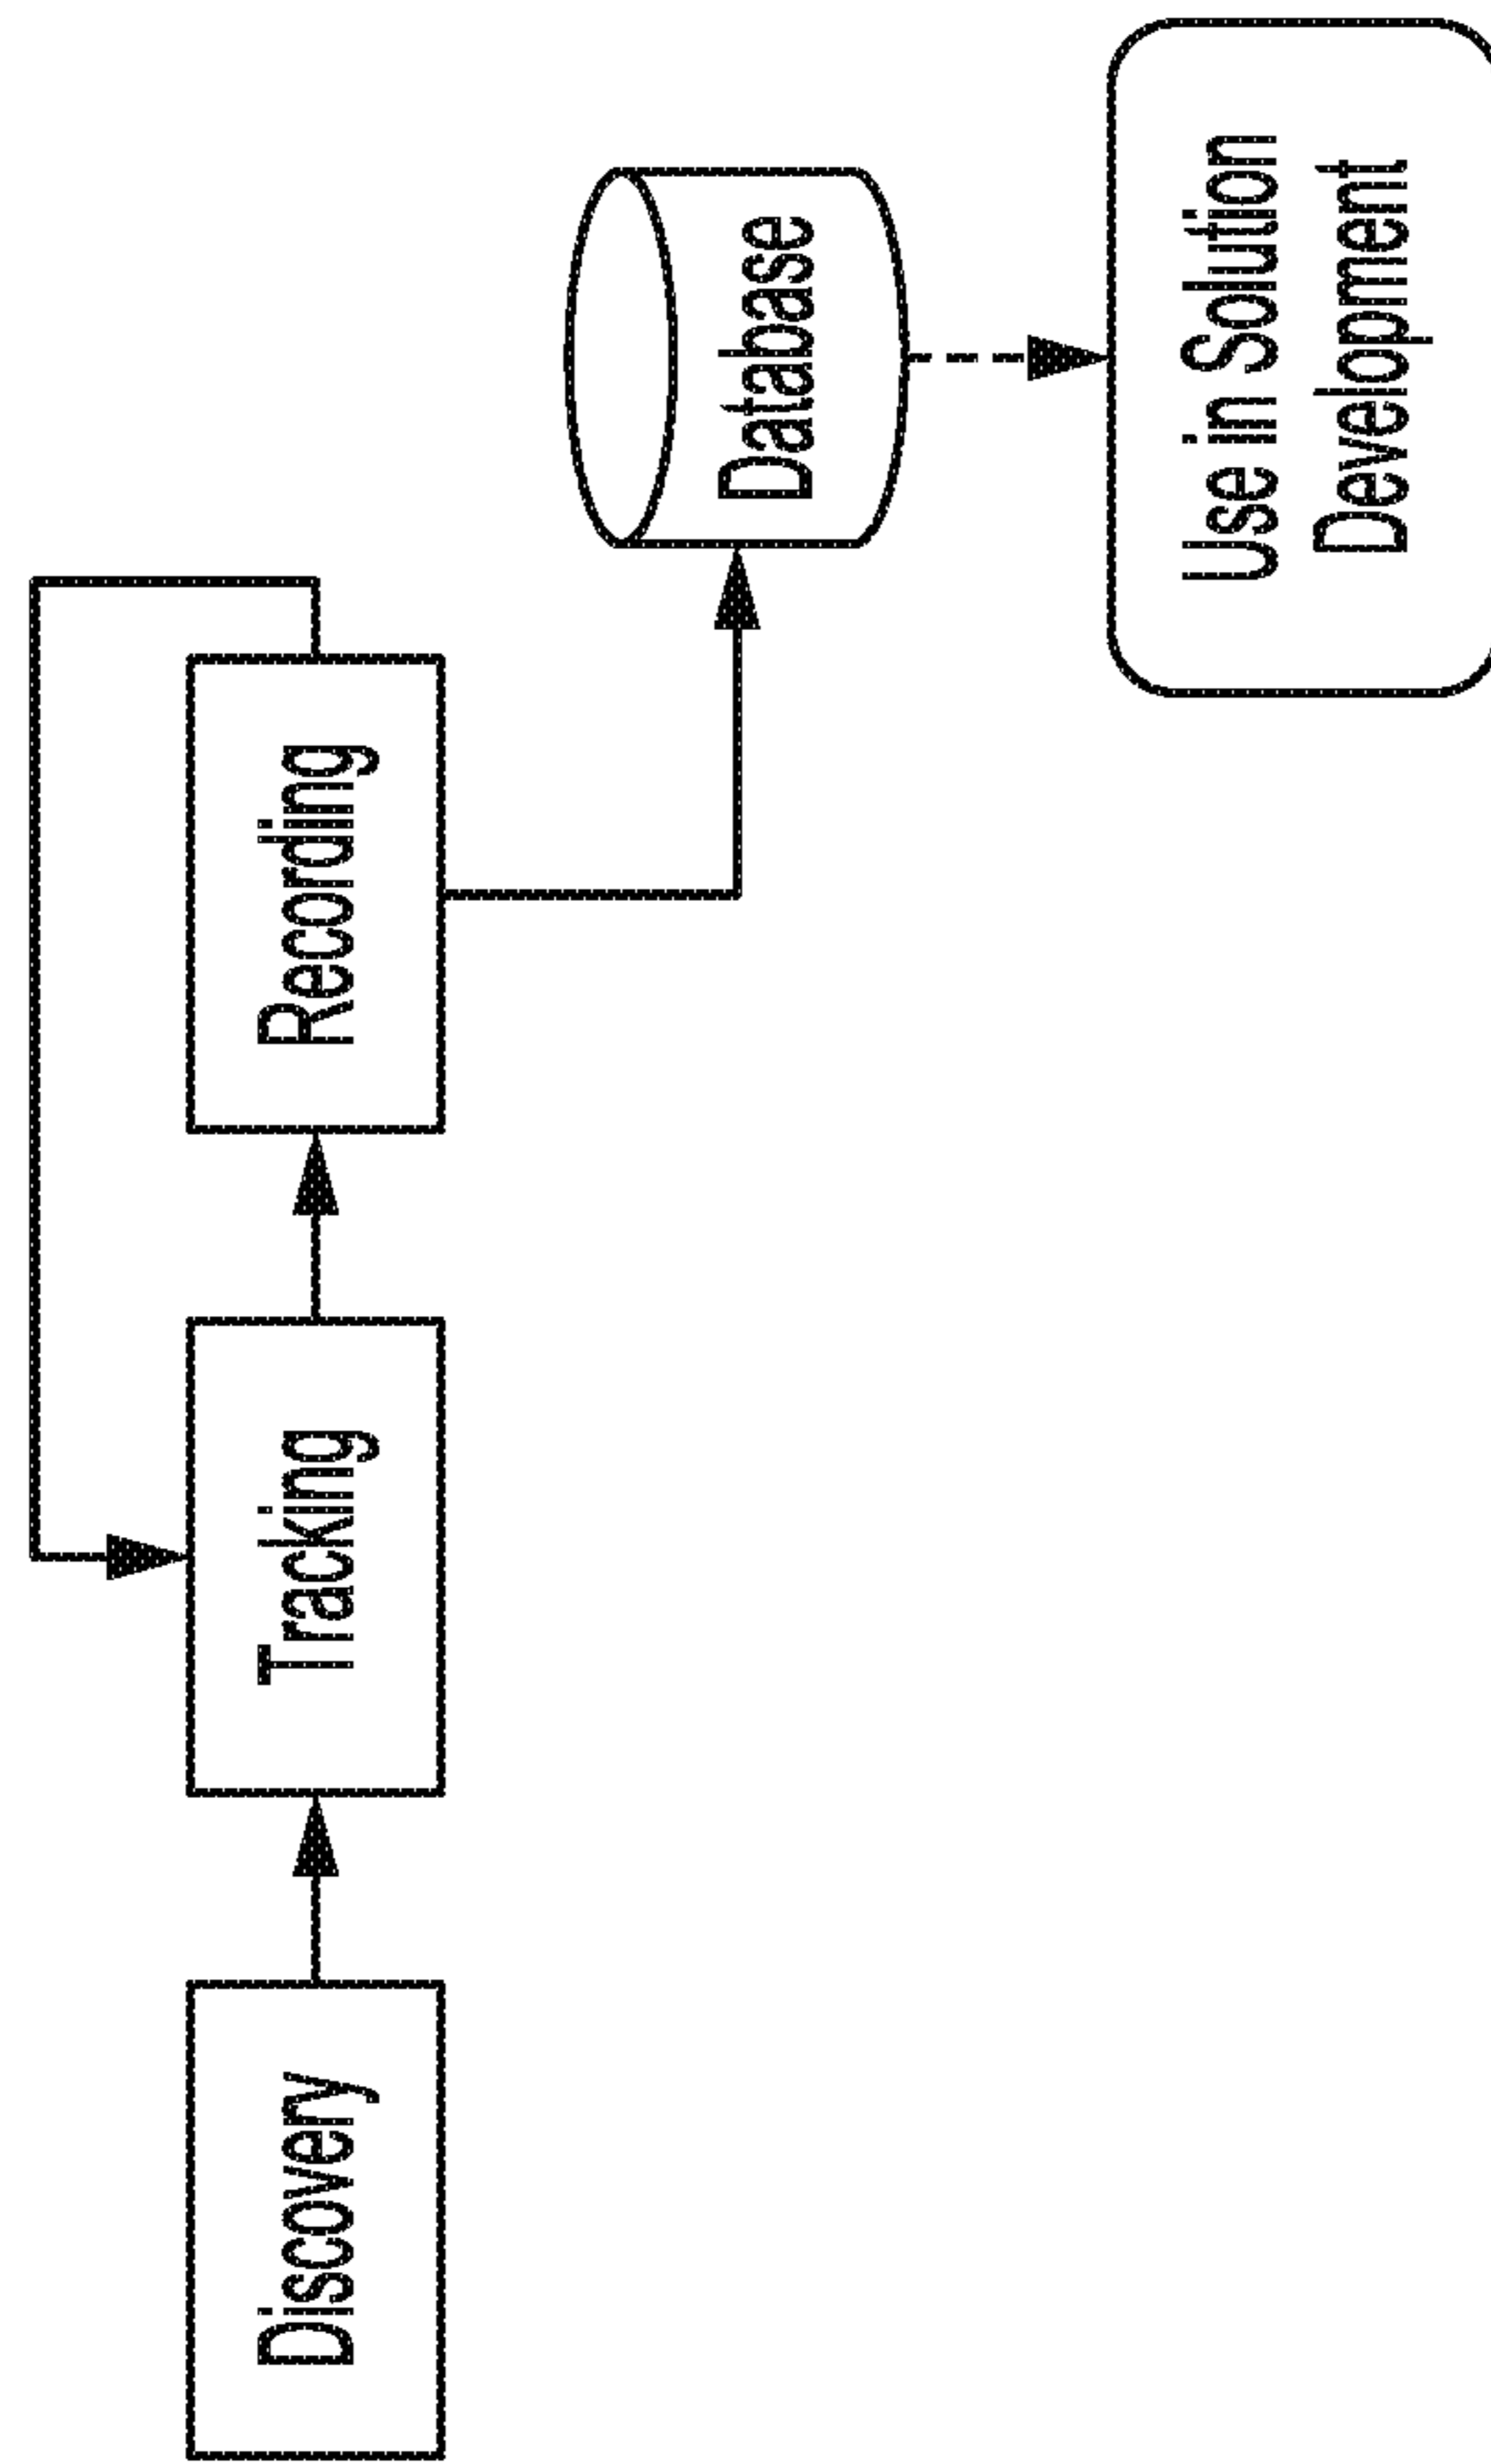 Discovery
Tracking
Recording
Database
Use in Solution
Development